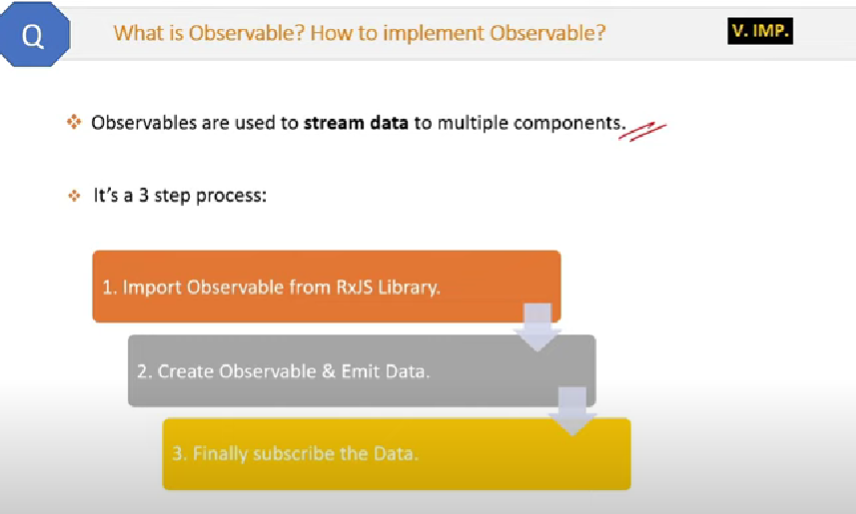 Q
What is Observable? How to implement Observable?
V. IMP.
Observables are used to stream data to multiple components.
It's a 3 step process:
1. Import Observable from RxJS Library.
2. Create Observable & Emit Data.
3. Finally subscribe the Data.